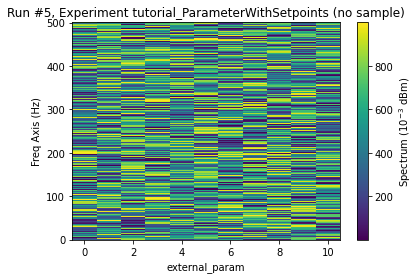 Run #5, Experiment tutorial_ParameterWithSetpoints (no sample)
500
400
300
200
100
0
Freq Axis (Hz)
0 2 4 6 8 10
external_param
800
600
400
200
Spectrum (10⁻³ dBm)